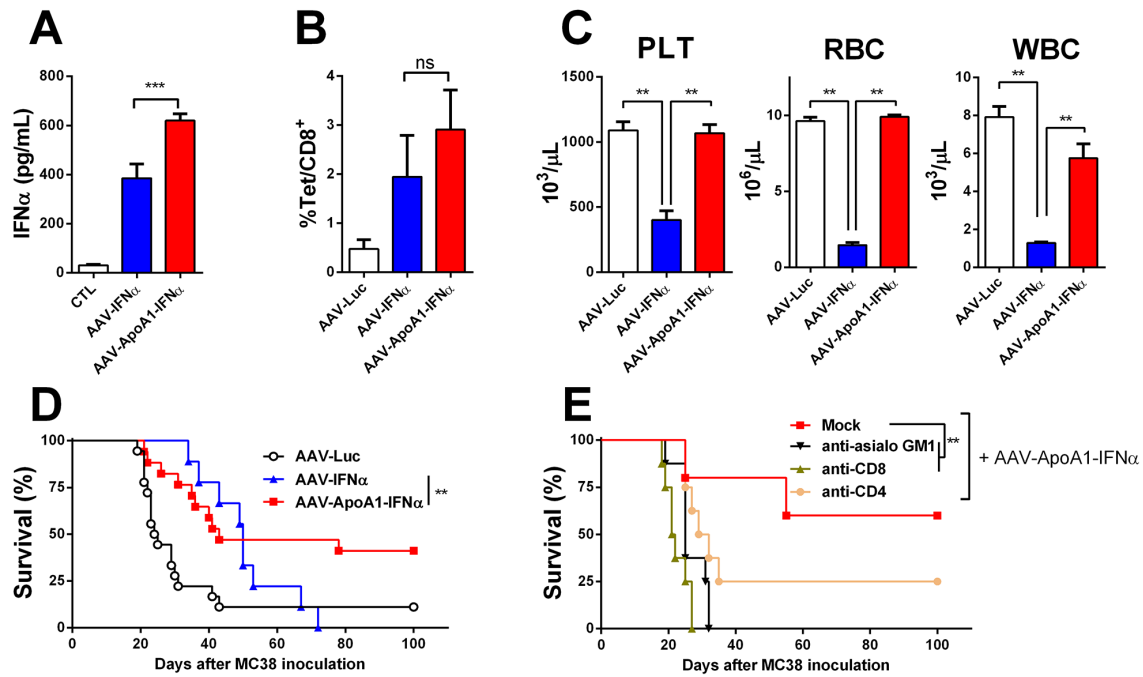 A
IFNα (pg/mL)
800
600
400
600
200
0
***
CTL
AAV-IFNα
AAV-ApoA1-IFNα
B
%Tet/CD8+
4
3
2
1
0
ns
AAV-Luc
AAV-IFNα
AAV-ApoA1-IFNα
C
PLT
10³/μL
1500
1000
500
0
**
**
AAV-Luc
AAV-IFNα
AAV-ApoA1-IFNα
RBC
10⁶/μL
10
5
0
**
**
AAV-Luc
AAV-IFNα
AAV-ApoA1-IFNα
WBC
10³/μL
10
8
6
4
2
0
**
**
AAV-Luc
AAV-IFNα
AAV-ApoA1-IFNα
D
Survival (%)
100
75
50
25
0
0 20 40 60 80 100
Days after MC38 inoculation
AAV-Luc
AAV-IFNα
AAV-ApoA1-IFNα
**
E
Survival (%)
100
75
50
25
0
0 20 40 60 80 100
Days after MC38 inoculation
Mock
anti-asialo GM1
anti-CD8
anti-CD4
**
+ AAV-ApoA1-IFNα